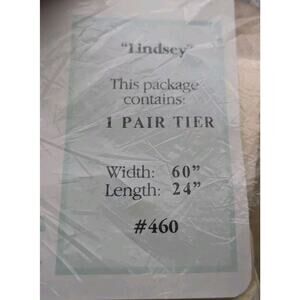 "Lindsey"
This package
contains:
1 PAIR TIER
Width: 60”
Length: 24”
#460